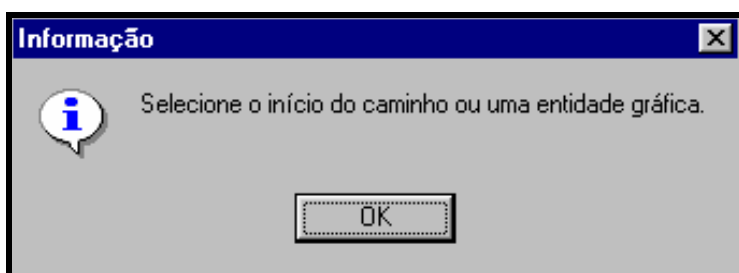 Informação
Selecione o início do caminho ou uma entidade gráfica.
OK